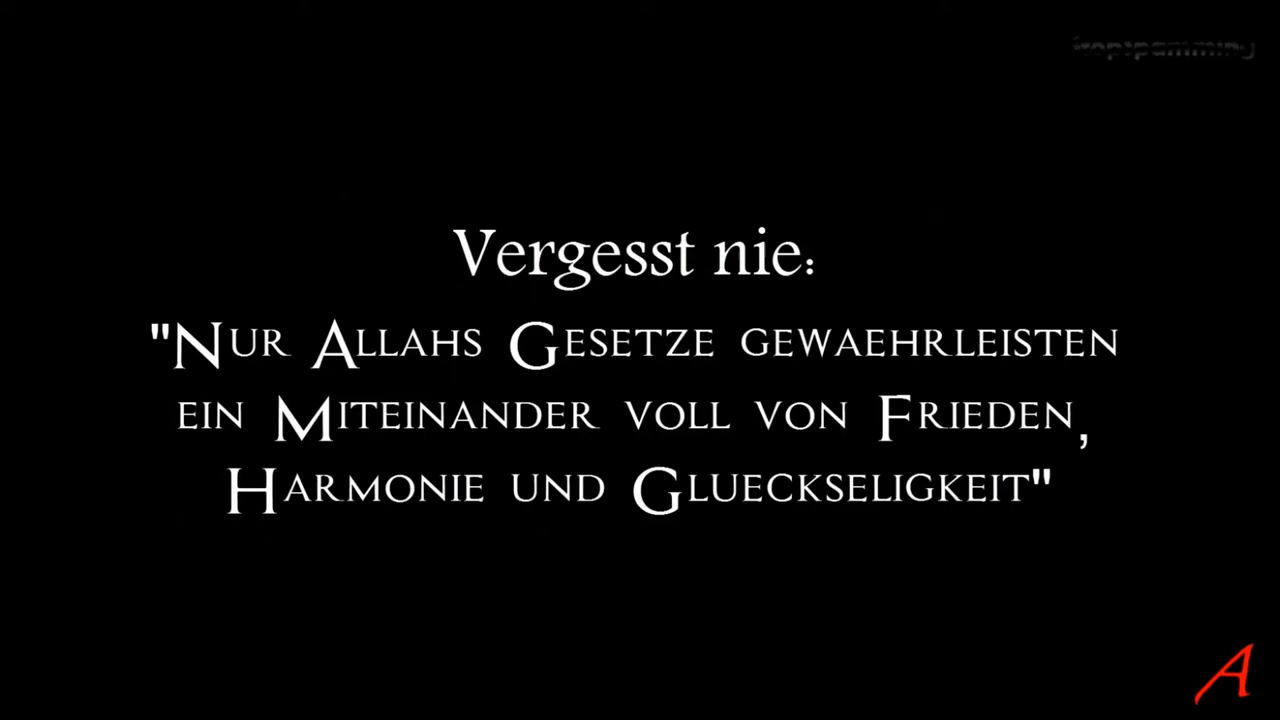 Vergesst nie:
"Nur Allahs Gesetze gewaehrleisten
ein Miteinander voll von Frieden,
Harmonie und Glueckseligkeit"
A